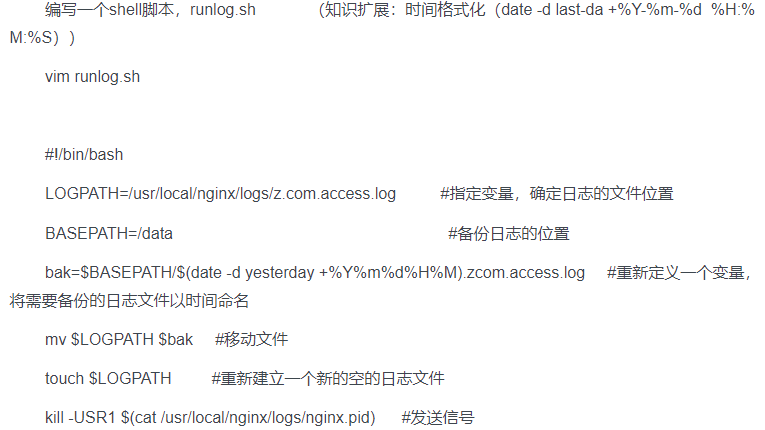 编写一个shell脚本，runlog.sh （知识扩展：时间格式化（date -d last-da +%Y-%m-%d %H:%
M:%S））
vim runlog.sh
#!/bin/bash
LOGPATH=/usr/local/nginx/logs/z.com.access.log #指定变量，确定日志的文件位置
BASEPATH=/data #备份日志的位置
bak=$BASEPATH/$(date -d yesterday +%Y%m%d%H%M).zcom.access.log #重新定义一个变量，
将需要备份的日志文件以时间命名
mv $LOGPATH $bak #移动文件
touch $LOGPATH #重新建立一个新的空的日志文件
kill -USR1 $(cat /usr/local/nginx/logs/nginx.pid) #发送信号